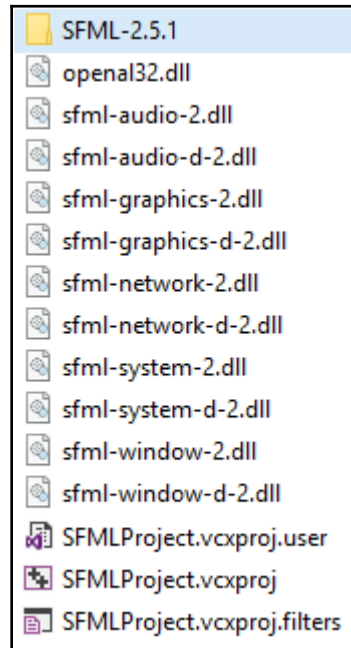 SFML-2.5.1
openal32.dll
sfml-audio-2.dll
sfml-audio-d-2.dll
sfml-graphics-2.dll
sfml-graphics-d-2.dll
sfml-network-2.dll
sfml-network-d-2.dll
sfml-system-2.dll
sfml-system-d-2.dll
sfml-window-2.dll
sfml-window-d-2.dll
SFMLProject.vcxproj.user
SFMLProject.vcxproj
SFMLProject.vcxproj.filters